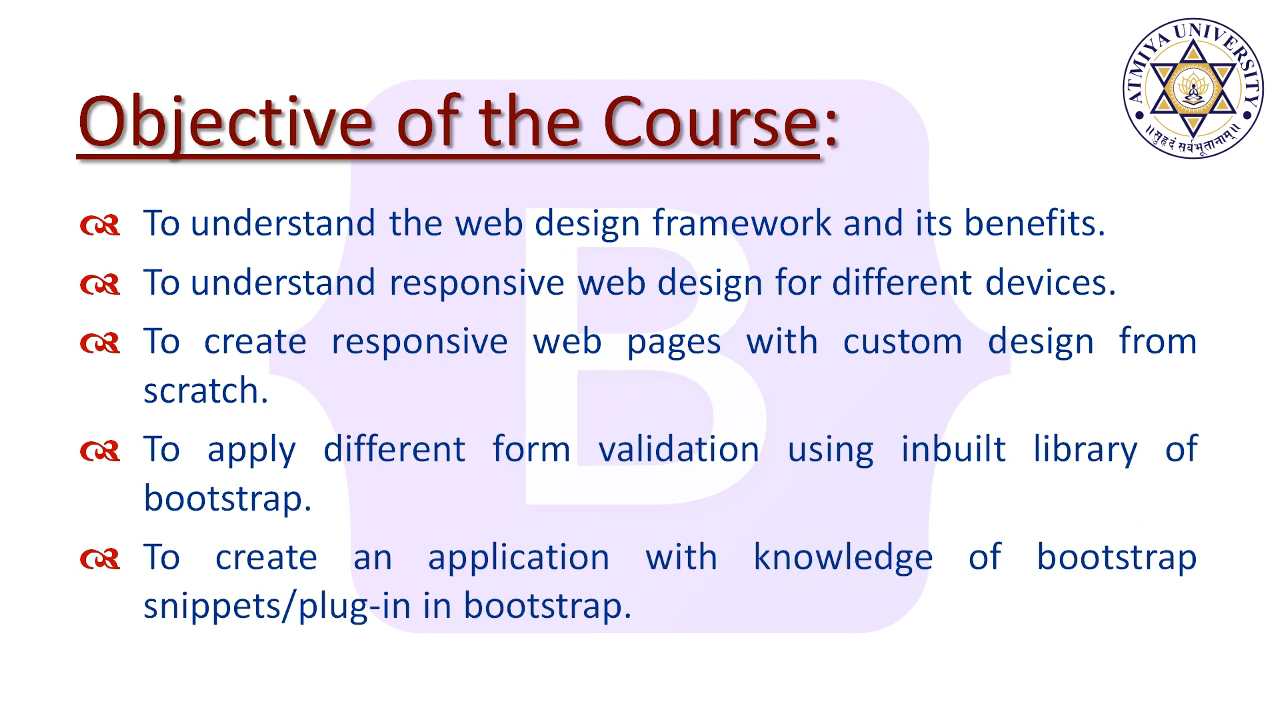 ATMIYA UNIVERSITY
॥ सुहृदं सर्वभूतानाम् ॥
Objective of the Course:
To understand the web design framework and its benefits.
To understand responsive web design for different devices.
To create responsive web pages with custom design from
scratch.
To apply different form validation using inbuilt library of
bootstrap.
To create an application with knowledge of bootstrap
snippets/plug-in in bootstrap.
B